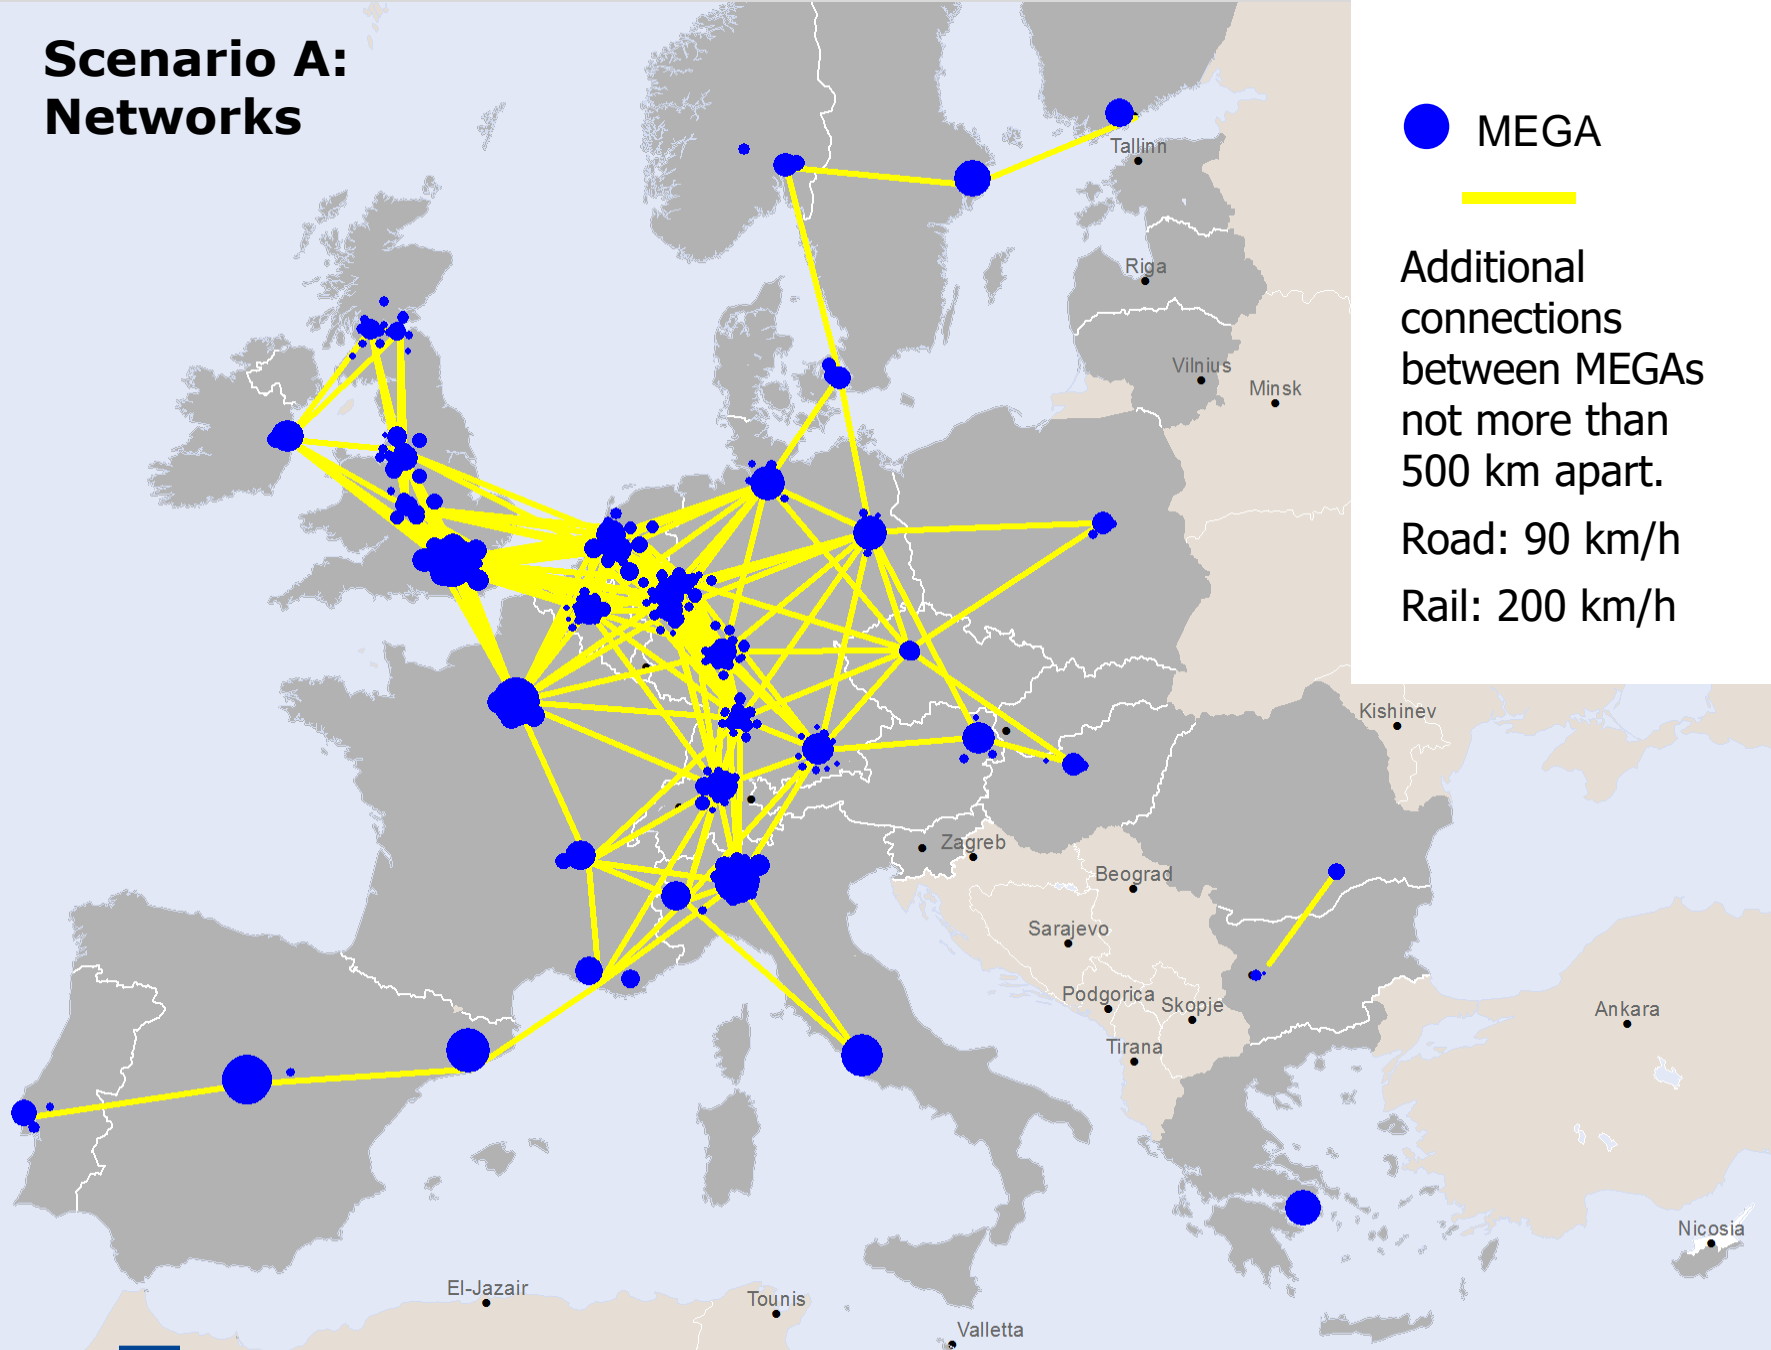 Scenario A:
Networks
MEGA
Additional
connections
between MEGAs
not more than
500 km apart.
Road: 90 km/h
Rail: 200 km/h
Tallinn
Riga
Vilnius
Minsk
Kishinev
Zagreb
Beograd
Sarajevo
Podgorica
Skopje
Tirana
Ankara
Nicosia
El-Jazair
Tounis
Valletta